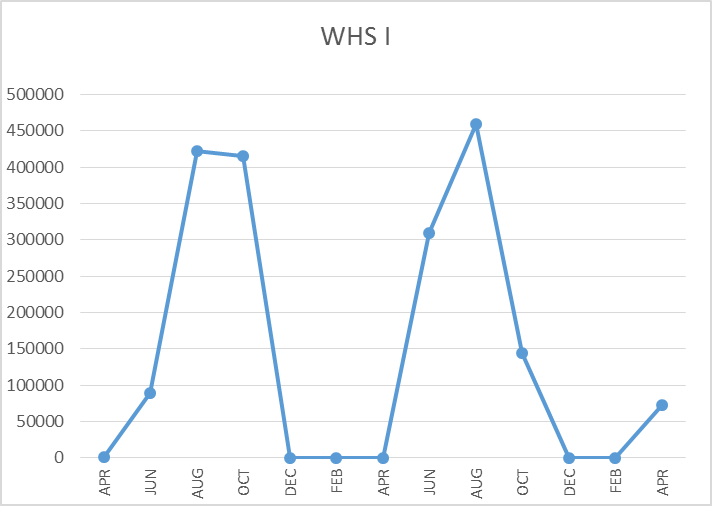 WHS I
500000
450000
400000
350000
300000
250000
200000
150000
100000
50000
0
APR
JUN
AUG
OCT
DEC
FEB
APR
JUN
AUG
OCT
DEC
FEB
APR